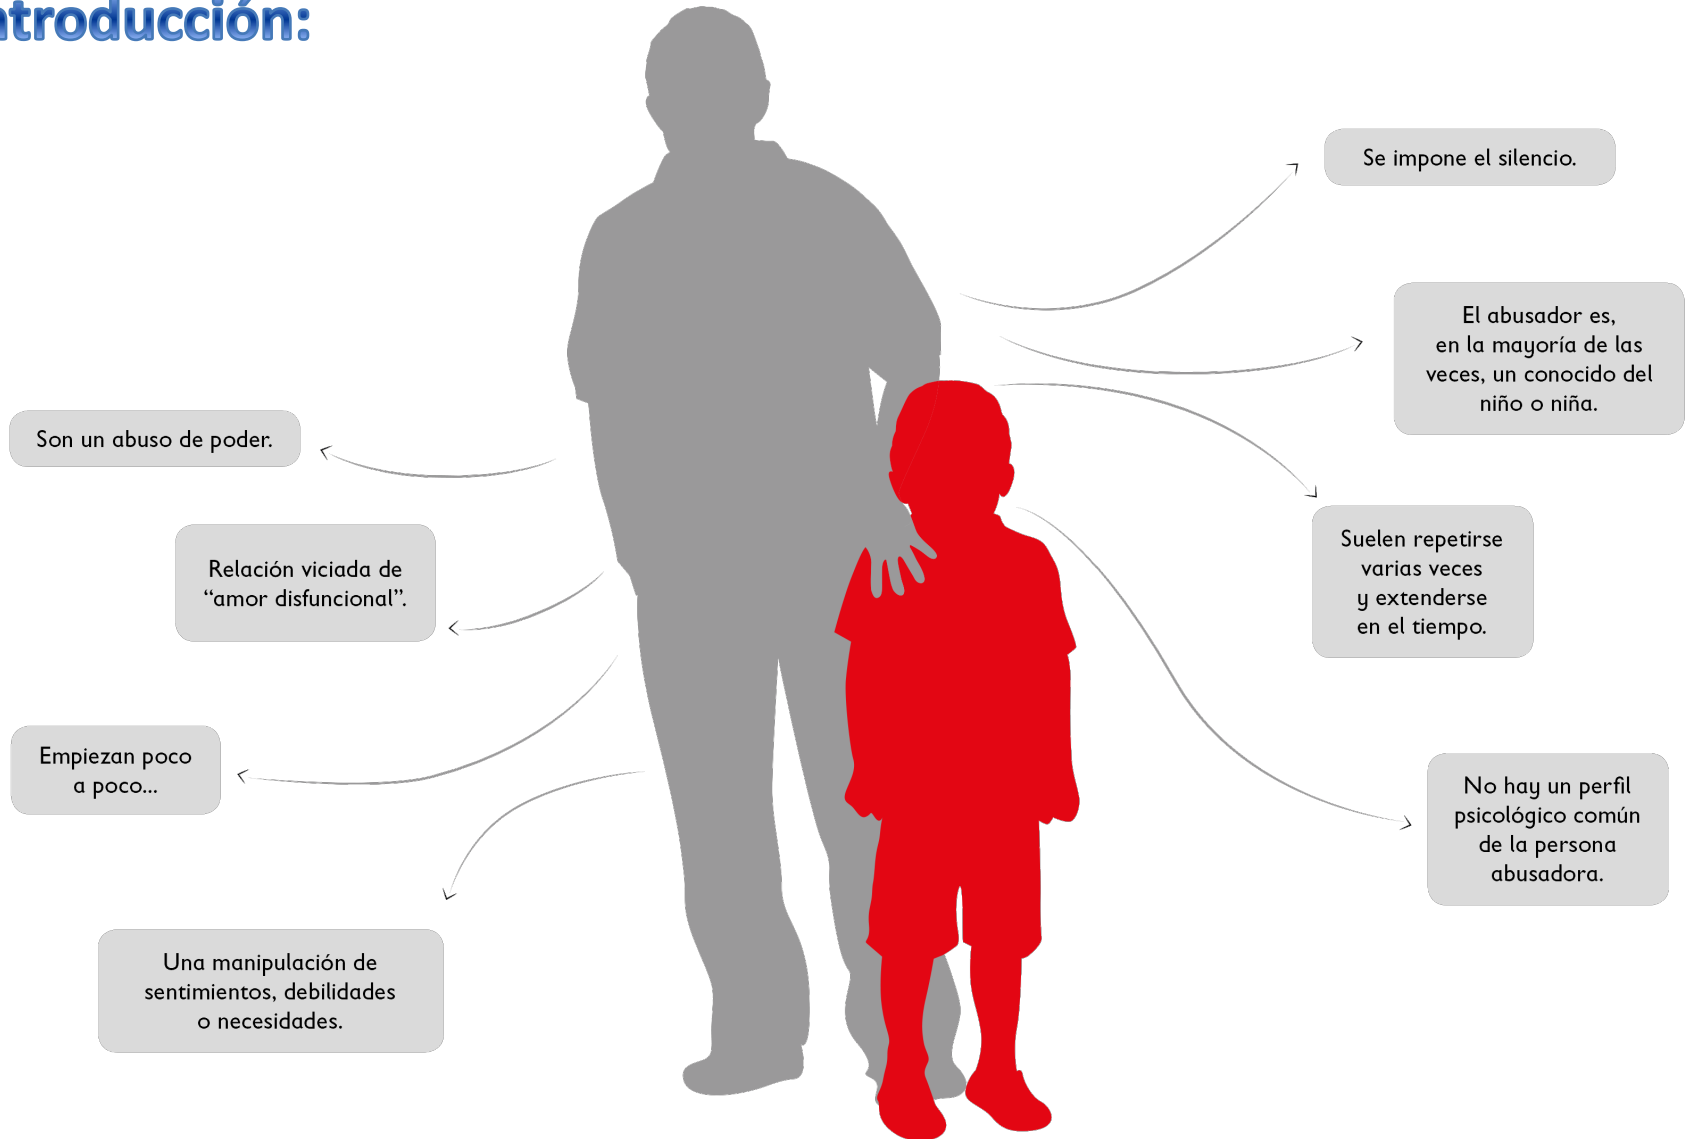 ntroducción:
Se impone el silencio.
El abusador es,
en la mayoría de las
veces, un conocido del
niño o niña.
Son un abuso de poder.
Suelen repetirse
varias veces
y extenderse
en el tiempo.
Relación viciada de
“amor disfuncional”.
Empiezan poco
a poco...
No hay un perfil
psicológico común
de la persona
abusadora.
Una manipulación de
sentimientos, debilidades
o necesidades.